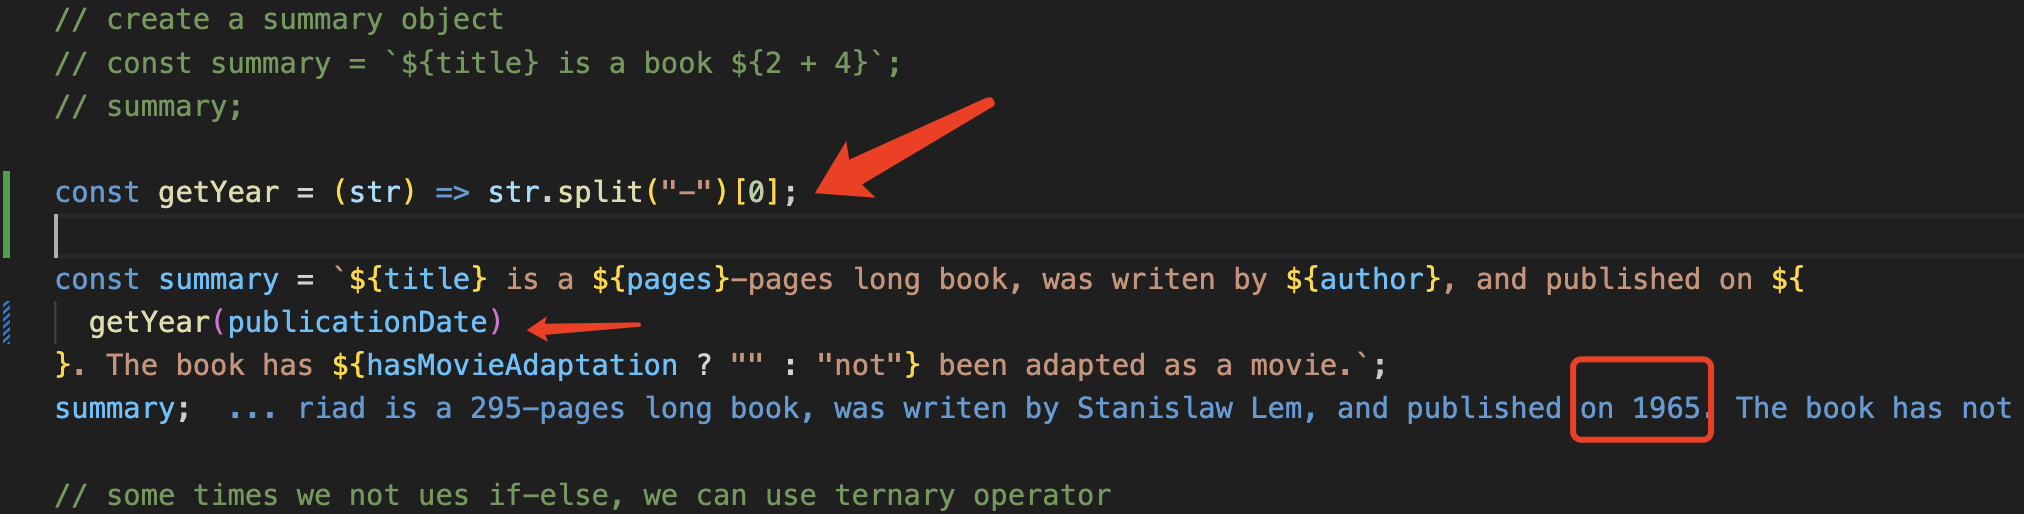 // create a summary object
// const summary = `${title} is a book ${2 + 4}`;
// summary;
const getYear = (str) => str.split("-")[0];
const summary = `${title} is a ${pages}-pages long book, was writen by ${author}, and published on ${
getYear(publicationDate)
}. The book has ${hasMovieAdaptation ? "" : "not"} been adapted as a movie.`;
summary;  ... riad is a 295-pages long book, was writen by Stanislaw Lem, and published on 1965. The book has not
// some times we not ues if-else, we can use ternary operator